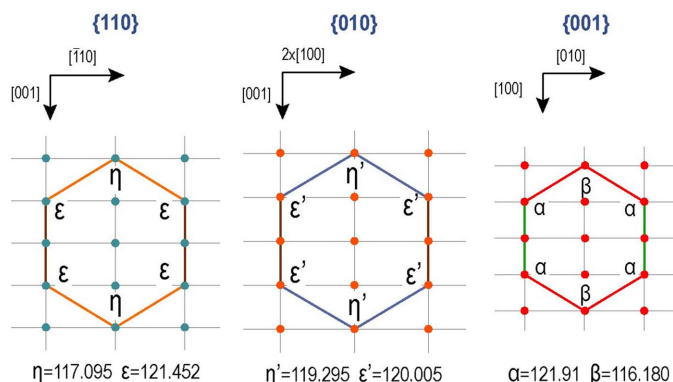 {110}
{010}
{001}
[1̅10]
2x[100]
[010]
[001]
[001]
[100]
η
η'
β
ε ε
ε' ε'
α α
ε ε
ε' ε'
α α
η
η'
β
η=117.095 ε=121.452
η'=119.295 ε'=120.005
α=121.91 β=116.180